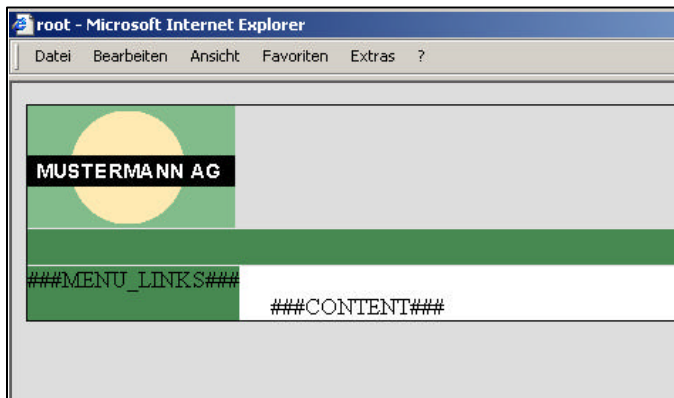 root - Microsoft Internet Explorer
Datei Bearbeiten Ansicht Favoriten Extras ?
MUSTERMANN AG
###MENU_LINKS###
###CONTENT###